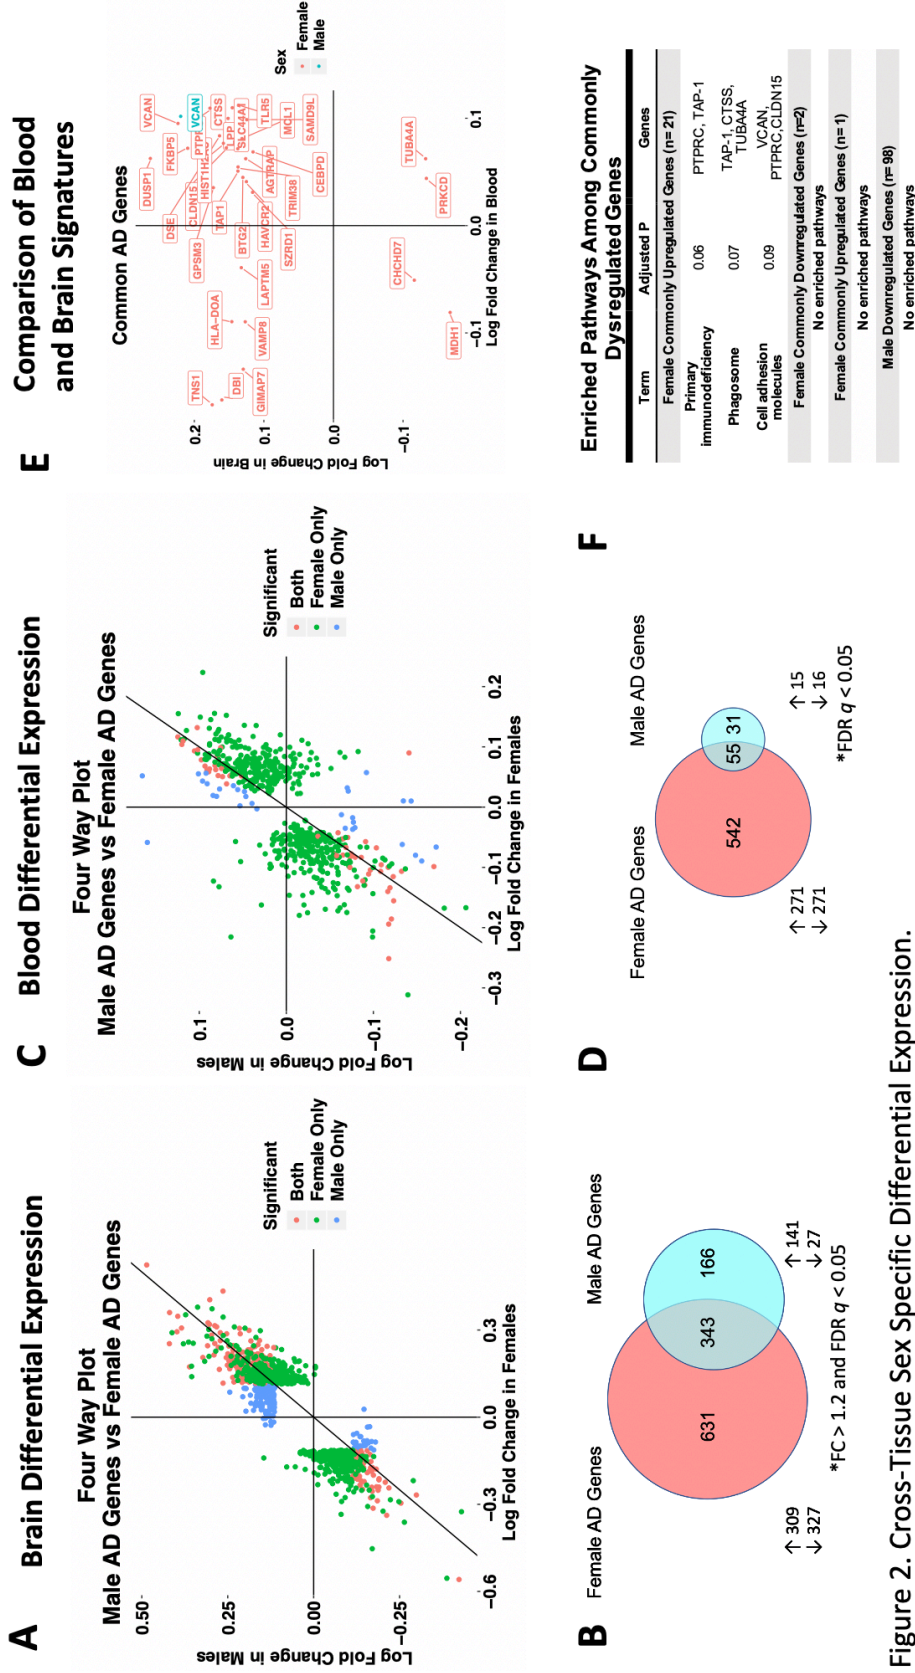 A
Brain Differential Expression
Four Way Plot
Male AD Genes vs Female AD Genes
Log Fold Change in Males
0.50
0.25
0.00
−0.25
−0.6
−0.3
0.0
0.3
Log Fold Change in Females
Significant
Both
Female Only
Male Only
C
Blood Differential Expression
Four Way Plot
Male AD Genes vs Female AD Genes
Log Fold Change in Males
0.1
0.0
−0.1
−0.2
−0.3
−0.2
−0.1
0.0
0.1
0.2
Log Fold Change in Females
Significant
Both
Female Only
Male Only
E
Comparison of Blood
and Brain Signatures
Common AD Genes
Log Fold Change in Brain
0.2
0.1
0.0
−0.1
TNS1
DBI
GIMAP7
HLA−DOA
VAMP8
GPSM3
LAPTM5
DSE
CLDN15
HIST1H2
TAP1
BTG2
HAVCR2
SZRD1
DUSP1
FKBP5
VCAN
VCAN
PTPR
CTSS
LPP
SLC44A1
TLR5
MCL1
SAMD9L
AGTRAP
TRIM38
CEBPD
TUBA4A
PRKCD
CHCHD7
MDH1
−0.1
0.0
0.1
Log Fold Change in Blood
Sex
Female
Male
B
Female AD Genes
Male AD Genes
631
343
166
↑ 309
↓ 327
↑ 141
↓ 27
*FC > 1.2 and FDR q < 0.05
D
Female AD Genes
Male AD Genes
542
55
31
↑ 271
↓ 271
↑ 15
↓ 16
*FDR q < 0.05
F
Enriched Pathways Among Commonly
Dysregulated Genes
Term Adjusted P Genes
Female Commonly Upregulated Genes (n= 21)
Primary
immunodeficiency 0.06 PTPRC, TAP-1
Phagosome 0.07 TAP-1, CTSS,
TUBA4A
Cell adhesion
molecules 0.09 VCAN,
PTPRC,CLDN15
Female Commonly Downregulated Genes (n=2)
No enriched pathways
Female Commonly Upregulated Genes (n= 1)
No enriched pathways
Male Downregulated Genes (n= 98)
No enriched pathways
Figure 2. Cross-Tissue Sex Specific Differential Expression.